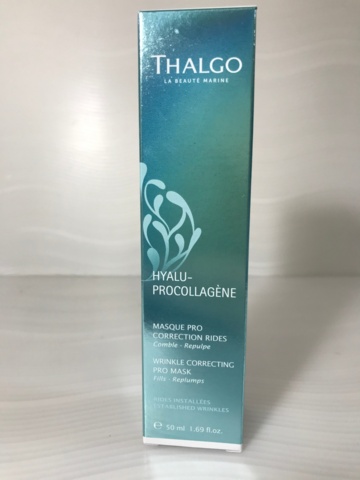 THALGO
LA BEAUTÉ MARINE
HYALU-
PROCOLLAGÈNE
MASQUE PRO
CORRECTION RIDES
Comble - Repulpe
WRINKLE CORRECTING
PRO MASK
Fills - Replumps
RIDES INSTALLÉES
ESTABLISHED WRINKLES
℮ 50 mL 1.69 fl.oz.